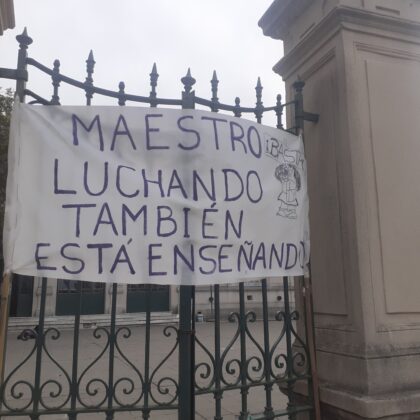 MAESTRO
¡BASTA
LUCHANDO
TAMBIÉN
ESTÁ ENSEÑANDO